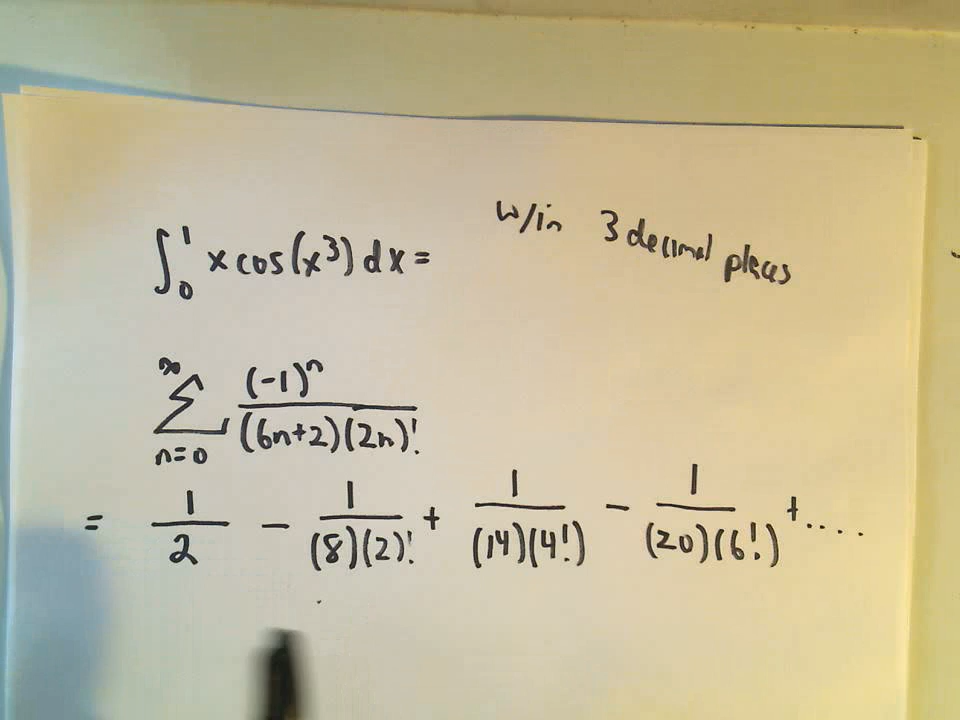 w/in 3 decimal places
∫₀¹ x cos(x³) dx =
∞ Σ n=0 (-1)ⁿ / (6n+2)(2n)!
= 1/2 - 1/(8)(2)! + 1/(14)(4!) - 1/(20)(6!) + ....